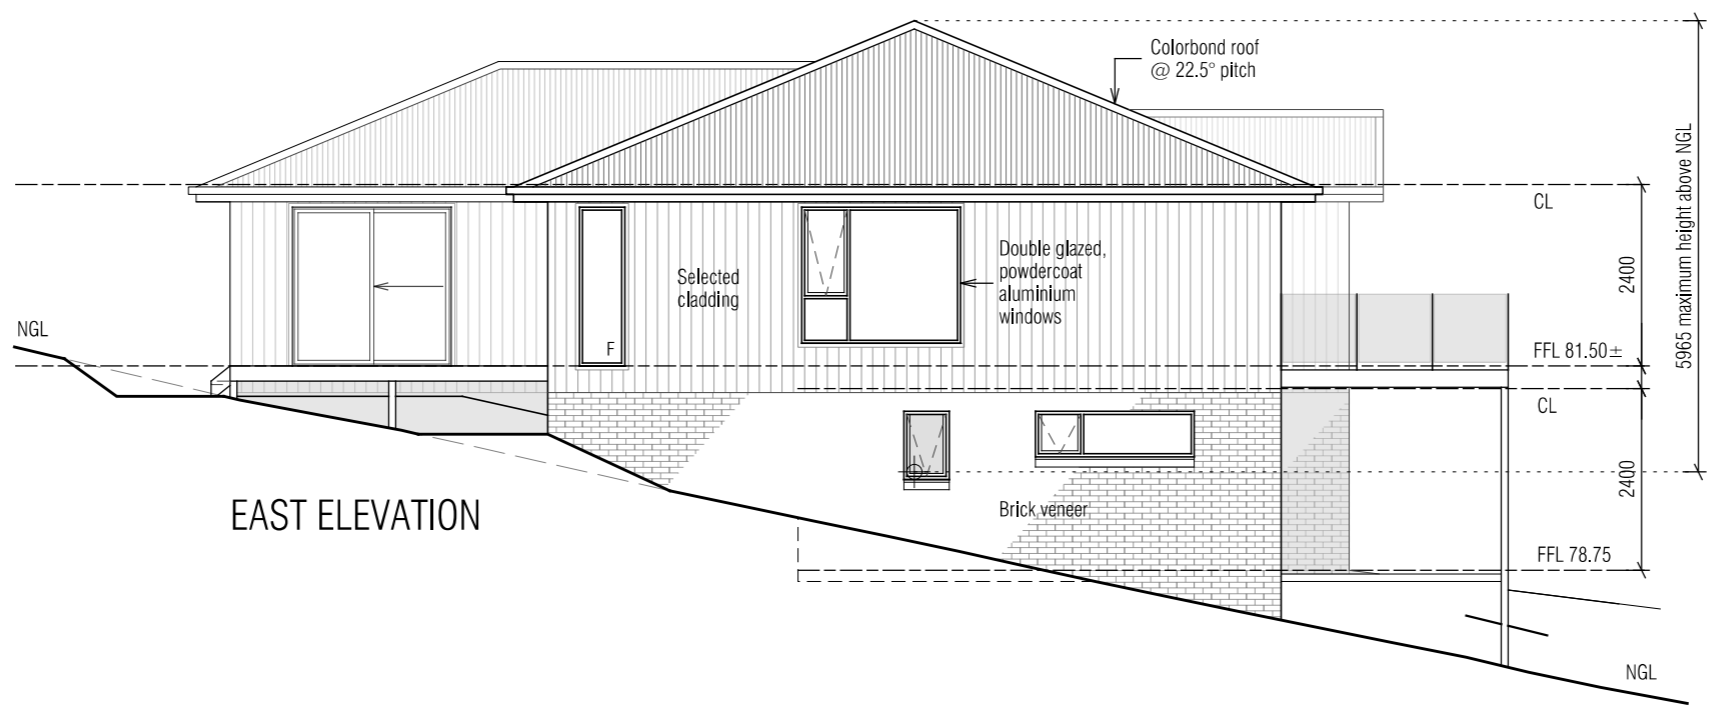 Colorbond roof
@ 22.5° pitch
5965 maximum height above NGL
CL
2400
Selected
cladding
Double glazed,
powdercoat
aluminium
windows
NGL
F
FFL 81.50±
CL
2400
EAST ELEVATION
Brick veneer
FFL 78.75
NGL